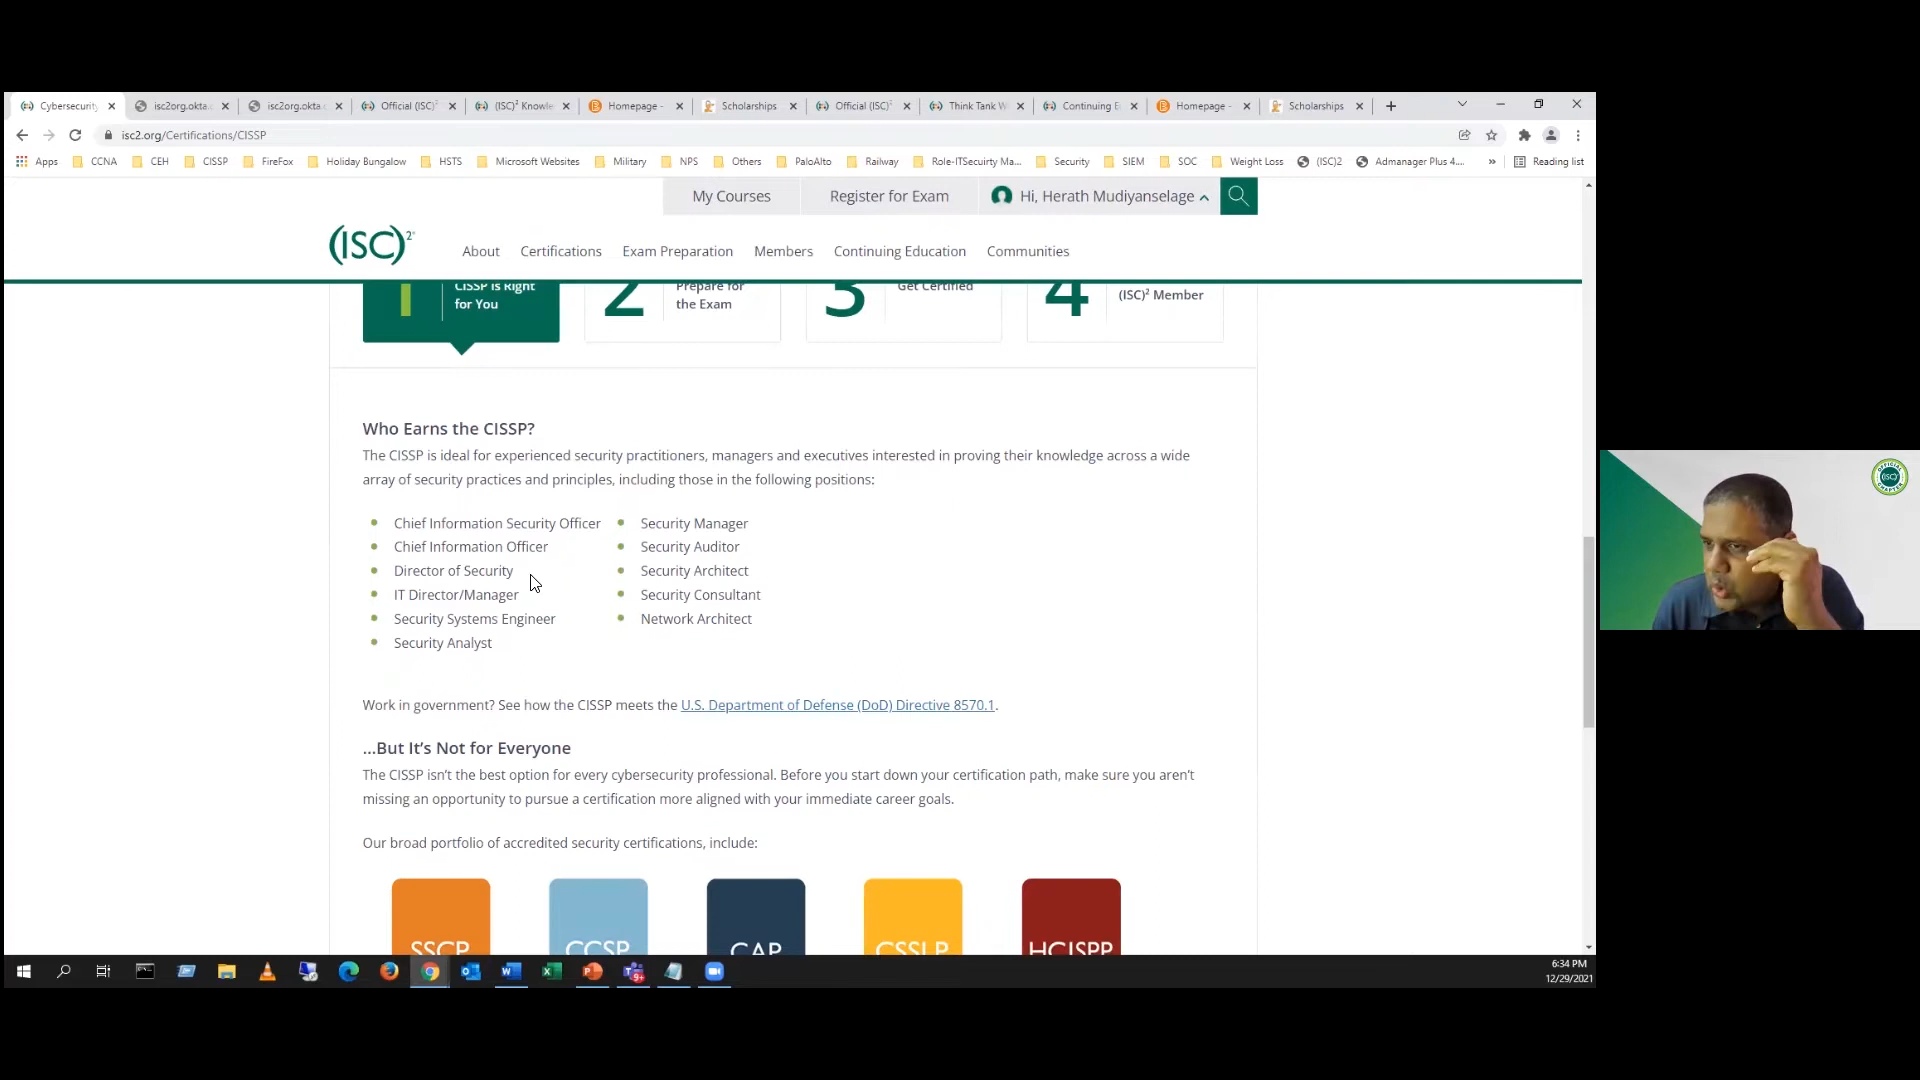 Cybersecurity
isc2org.okta.
isc2org.okta.
Official (ISC)²
(ISC)² Knowle
Homepage -
Scholarships
Official (ISC)²
Think Tank W
Continuing E
Homepage -
Scholarships
isc2.org/Certifications/CISSP
Apps CCNA CEH CISSP FireFox Holiday Bungalow HSTS Microsoft Websites Military NPS Others PaloAlto Railway Role-ITSecuirty Ma... Security SIEM SOC Weight Loss (ISC)2 Admanager Plus 4.... » Reading list
My Courses Register for Exam Hi, Herath Mudiyanselage
(ISC)²
About Certifications Exam Preparation Members Continuing Education Communities
1 CISSP is Right
for You
2 Prepare for
the Exam
3 Get Certified
4 (ISC)² Member
Who Earns the CISSP?
The CISSP is ideal for experienced security practitioners, managers and executives interested in proving their knowledge across a wide
array of security practices and principles, including those in the following positions:
Chief Information Security Officer
Chief Information Officer
Director of Security
IT Director/Manager
Security Systems Engineer
Security Analyst
Security Manager
Security Auditor
Security Architect
Security Consultant
Network Architect
Work in government? See how the CISSP meets the U.S. Department of Defense (DoD) Directive 8570.1.
...But It's Not for Everyone
The CISSP isn't the best option for every cybersecurity professional. Before you start down your certification path, make sure you aren't
missing an opportunity to pursue a certification more aligned with your immediate career goals.
Our broad portfolio of accredited security certifications, include:
SSCP CCSP CAP CSSLP HCISPP
9+
6:34 PM
12/29/2021
OFFICIAL
(ISC)²
CHAPTER